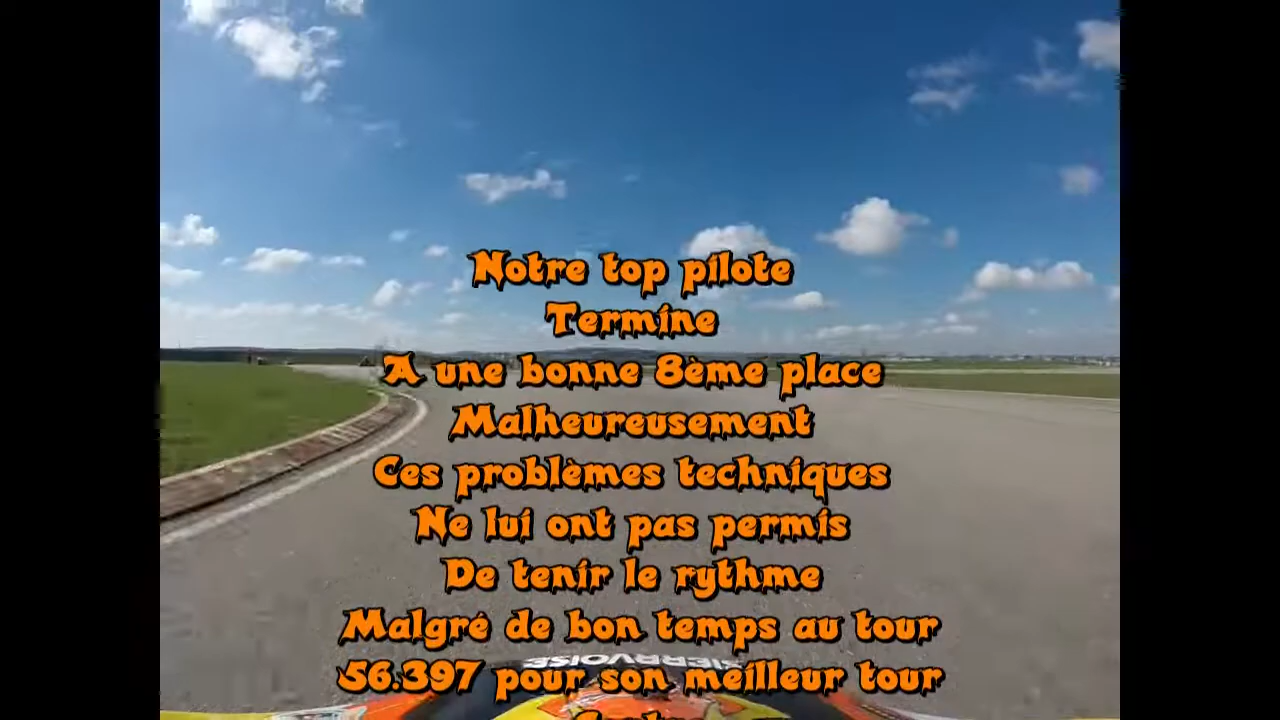 Notre top pilote
Termine
A une bonne 8ème place
Malheureusement
Ces problèmes techniques
Ne lui ont pas permis
De tenir le rythme
Malgré de bon temps au tour
56.397 pour son meilleur tour